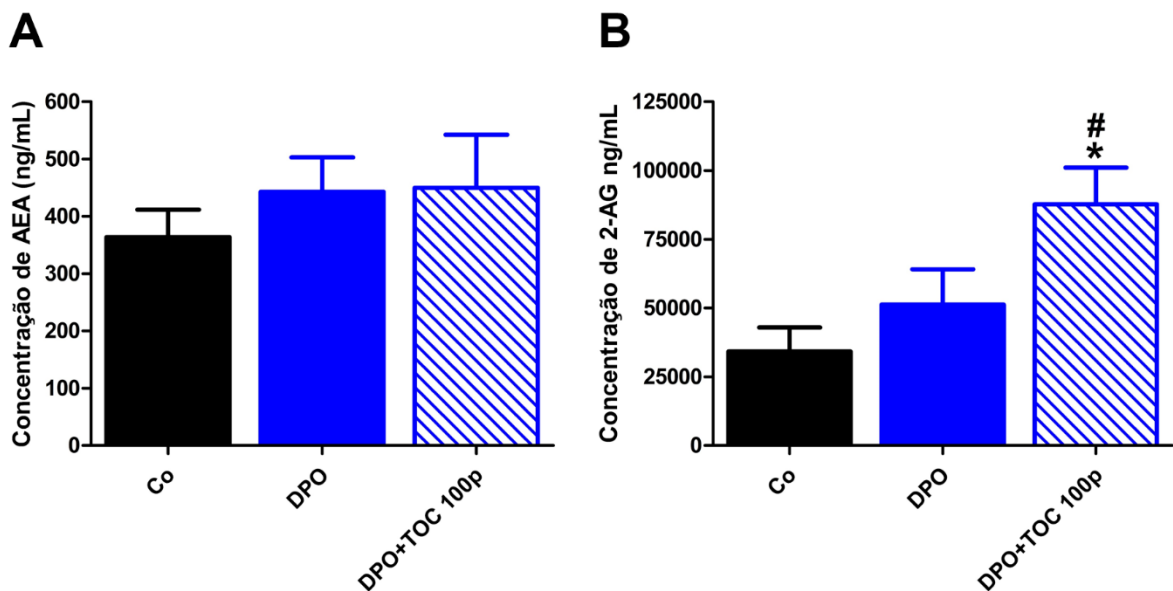 A
Concentração de AEA (ng/mL)
600
500
400
300
200
100
0
Co
DPO
DPO+TOC 100p
B
Concentração de 2-AG ng/mL
125000
100000
75000
50000
25000
0
#
*
Co
DPO
DPO+TOC 100p